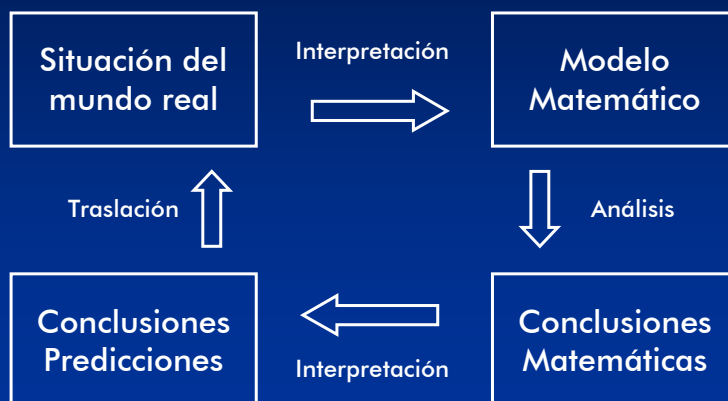 Situación del
mundo real
Interpretación
Modelo
Matemático
Traslación
Análisis
Conclusiones
Predicciones
Interpretación
Conclusiones
Matemáticas